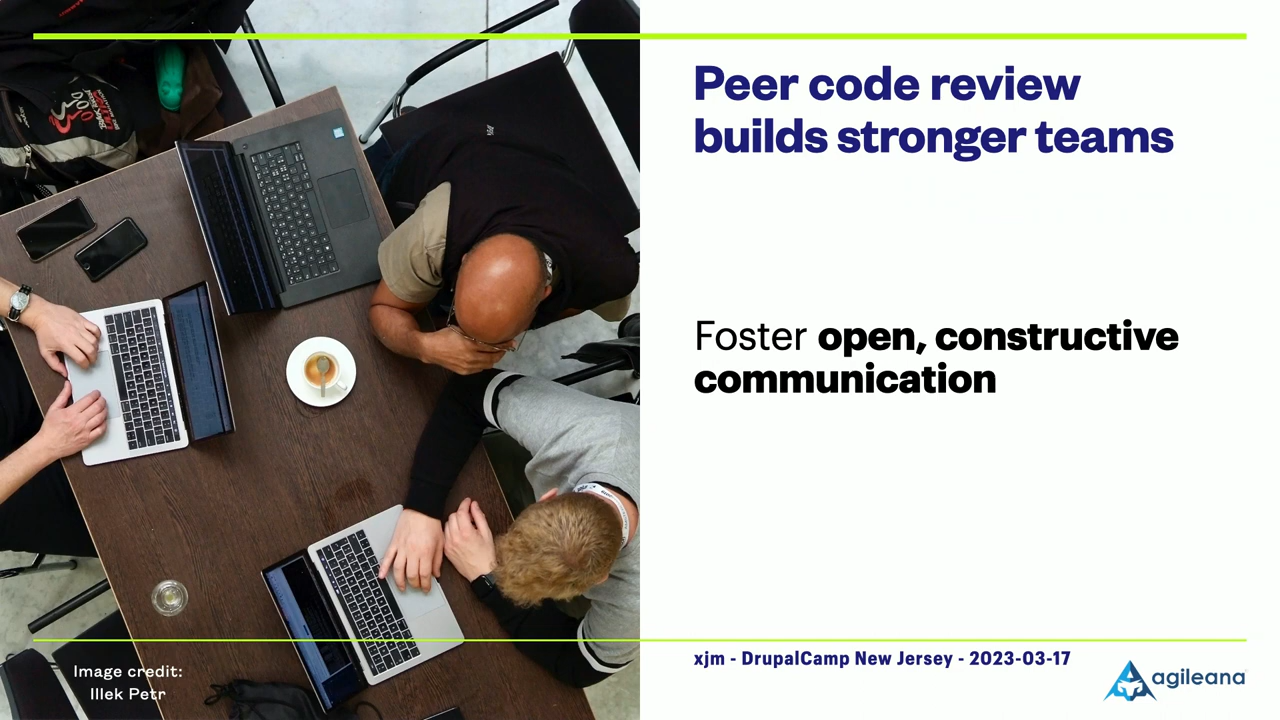 Peer code review
builds stronger teams
Foster open, constructive
communication
xjm - DrupalCamp New Jersey - 2023-03-17
agileana
Image credit:
Illek Petr